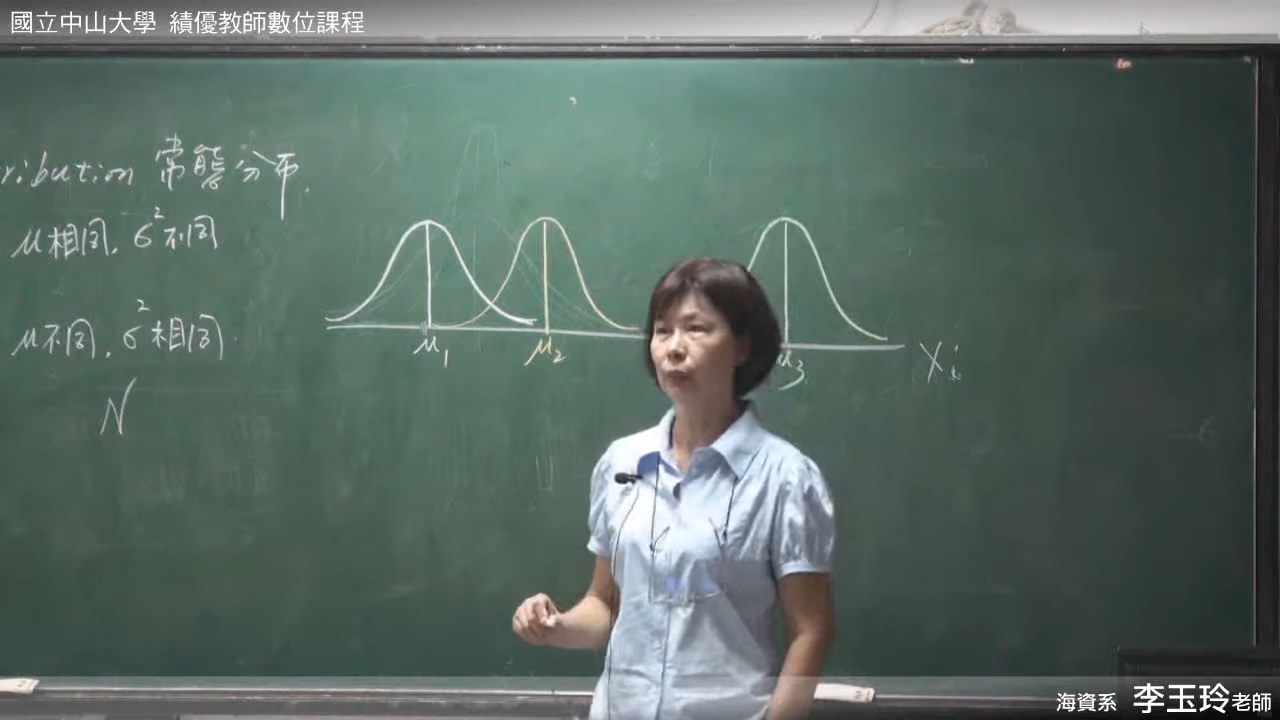 國立中山大學 績優教師數位課程
ribution 常態分布.
μ相同, σ²不同
μ不同, σ²相同.
N
μ₁ μ₂ μ₃ Xi
海資系 李玉玲老師